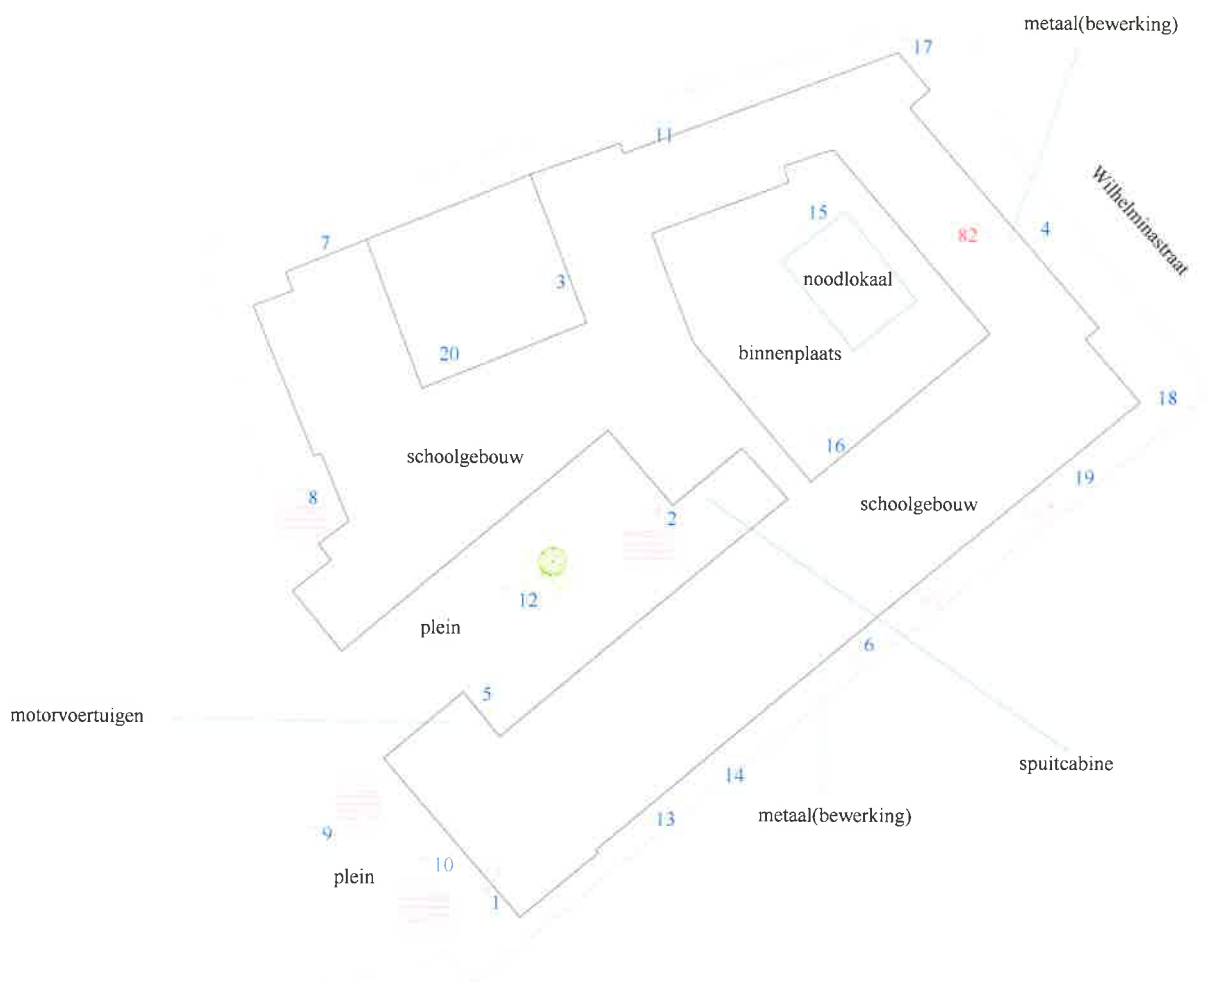 metaal(bewerking)
17
11
Wilhelminastraat
15
4
82
7
3
noodlokaal
20
binnenplaats
18
16
schoolgebouw
19
8
schoolgebouw
2
12
plein
6
5
motorvoertuigen
spuitcabine
14
metaal(bewerking)
13
9
10
plein
1